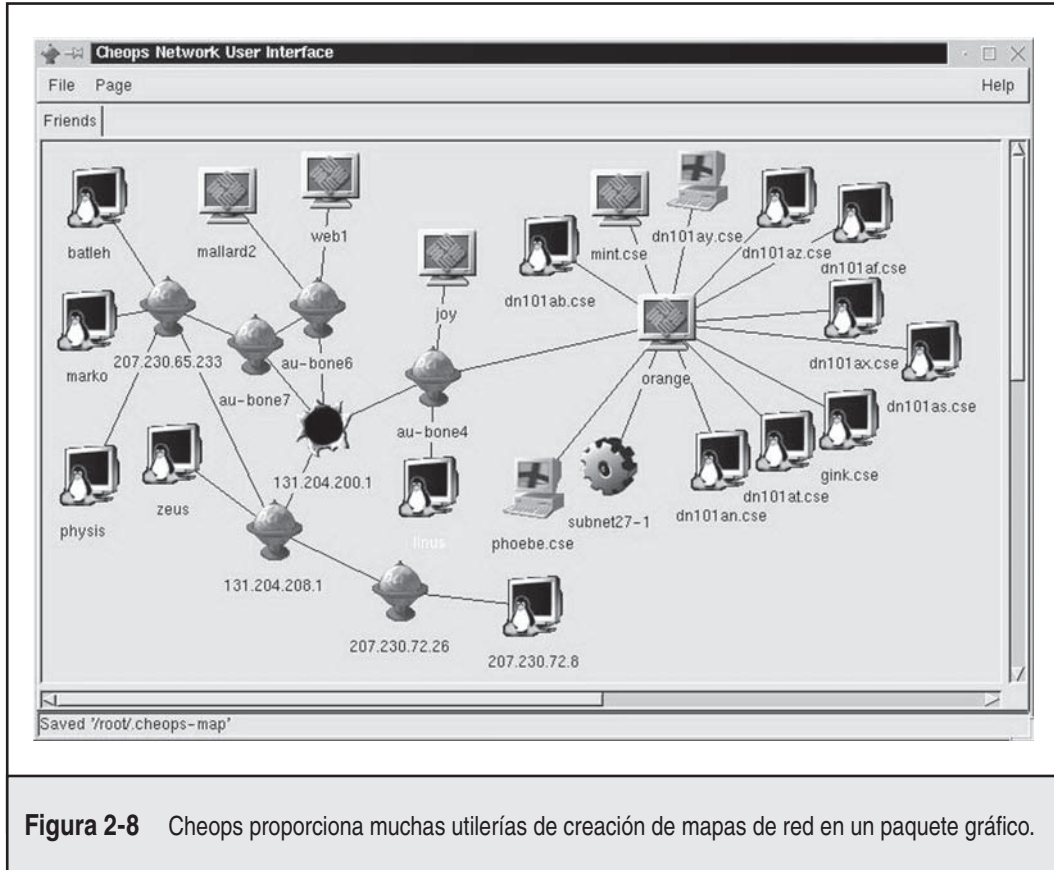 Cheops Network User Interface
File Page Help
Friends
batleh
mallard2
web1
joy
mint.cse
dn101ay.cse
dn101az.cse
dn101af.cse
dn101ab.cse
marko
207.230.65.233
au-bone6
au-bone7
orange
dn101ax.cse
dn101as.cse
au-bone4
131.204.200.1
physis
zeus
linus
phoebe.cse
subnet27-1
dn101an.cse
dn101at.cse
gink.cse
131.204.208.1
207.230.72.26
207.230.72.8
Saved '/root/.cheops-map'
Figura 2-8 Cheops proporciona muchas utilerías de creación de mapas de red en un paquete gráfico.